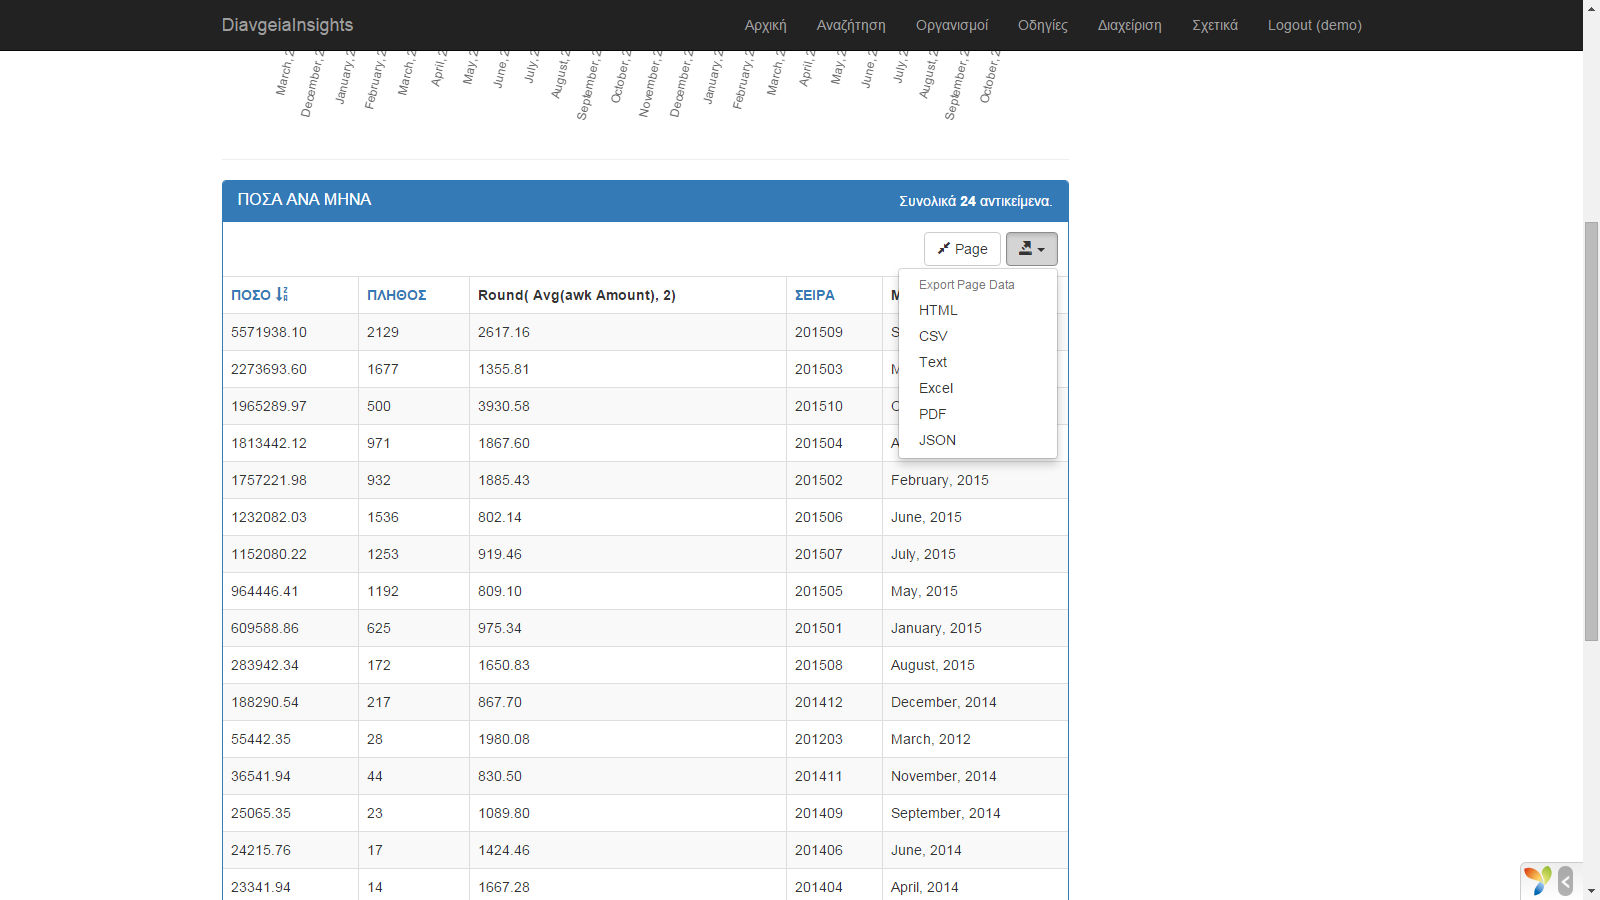 DiavgeiaInsights Αρχική Αναζήτηση Οργανισμοί Οδηγίες Διαχείριση Σχετικά Logout (demo)
March, 2 December, 2 January, 2 February, 2 March, 2 April, 2 May, 2 June, 2 July, 2 August, 2 September, 2 October, 2 November, 2 December, 2 January, 2 February, 2 March, 2 April, 2 May, 2 June, 2 July, 2 August, 2 September, 2 October, 2
ΠΟΣΑ ΑΝΑ ΜΗΝΑ Συνολικά 24 αντικείμενα.
Page
Export Page Data
HTML
CSV
Text
Excel
PDF
JSON
ΠΟΣΟ ΠΛΗΘΟΣ Round( Avg(awk Amount), 2) ΣΕΙΡΑ
5571938.10 2129 2617.16 201509 S
2273693.60 1677 1355.81 201503
1965289.97 500 3930.58 201510
1813442.12 971 1867.60 201504 A
1757221.98 932 1885.43 201502 February, 2015
1232082.03 1536 802.14 201506 June, 2015
1152080.22 1253 919.46 201507 July, 2015
964446.41 1192 809.10 201505 May, 2015
609588.86 625 975.34 201501 January, 2015
283942.34 172 1650.83 201508 August, 2015
188290.54 217 867.70 201412 December, 2014
55442.35 28 1980.08 201203 March, 2012
36541.94 44 830.50 201411 November, 2014
25065.35 23 1089.80 201409 September, 2014
24215.76 17 1424.46 201406 June, 2014
23341.94 14 1667.28 201404 April, 2014